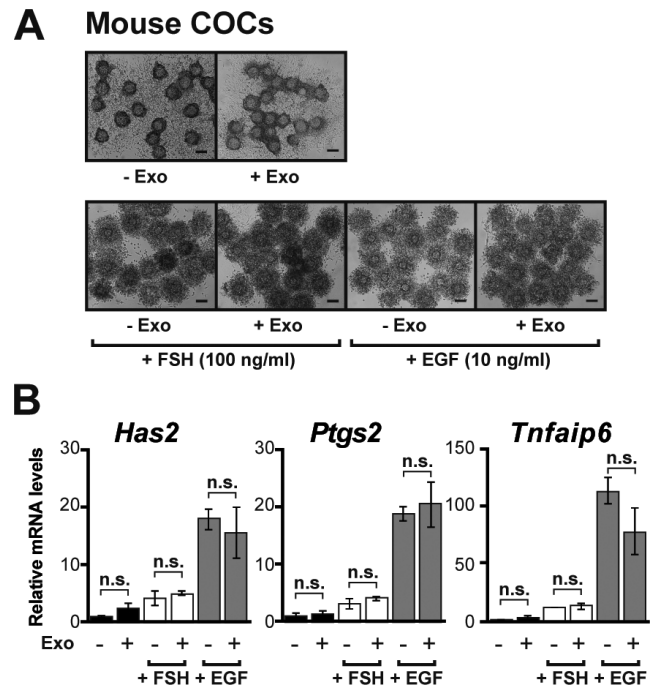 A Mouse COCs
- Exo + Exo
- Exo + Exo - Exo + Exo
+ FSH (100 ng/ml) + EGF (10 ng/ml)
B
Has2 Ptgs2 Tnfaip6
Relative mRNA levels
30 20 10 0
n.s. n.s. n.s.
30 20 10 0
n.s. n.s. n.s.
150 100 50 0
n.s. n.s. n.s.
Exo - + - + - + - + - + - + - + - + - +
+ FSH + EGF + FSH + EGF + FSH + EGF